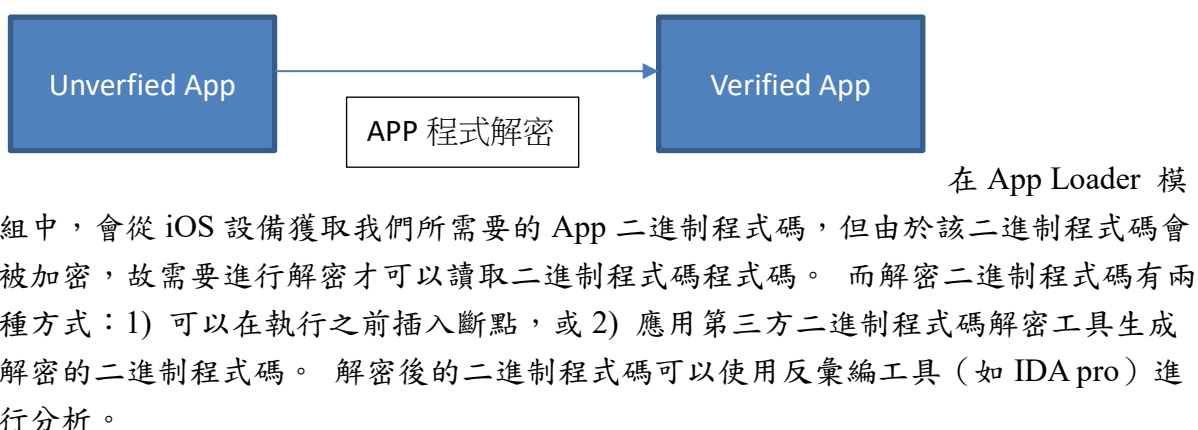 Unverfied App
Verified App
APP 程式解密
在 App Loader 模
組中，會從 iOS 設備獲取我們所需要的 App 二進制程式碼，但由於該二進制程式碼會
被加密，故需要進行解密才可以讀取二進制程式碼程式碼。 而解密二進制程式碼有兩
種方式：1) 可以在執行之前插入斷點，或 2) 應用第三方二進制程式碼解密工具生成
解密的二進制程式碼。 解密後的二進制程式碼可以使用反彙編工具（如 IDA pro）進
行分析。